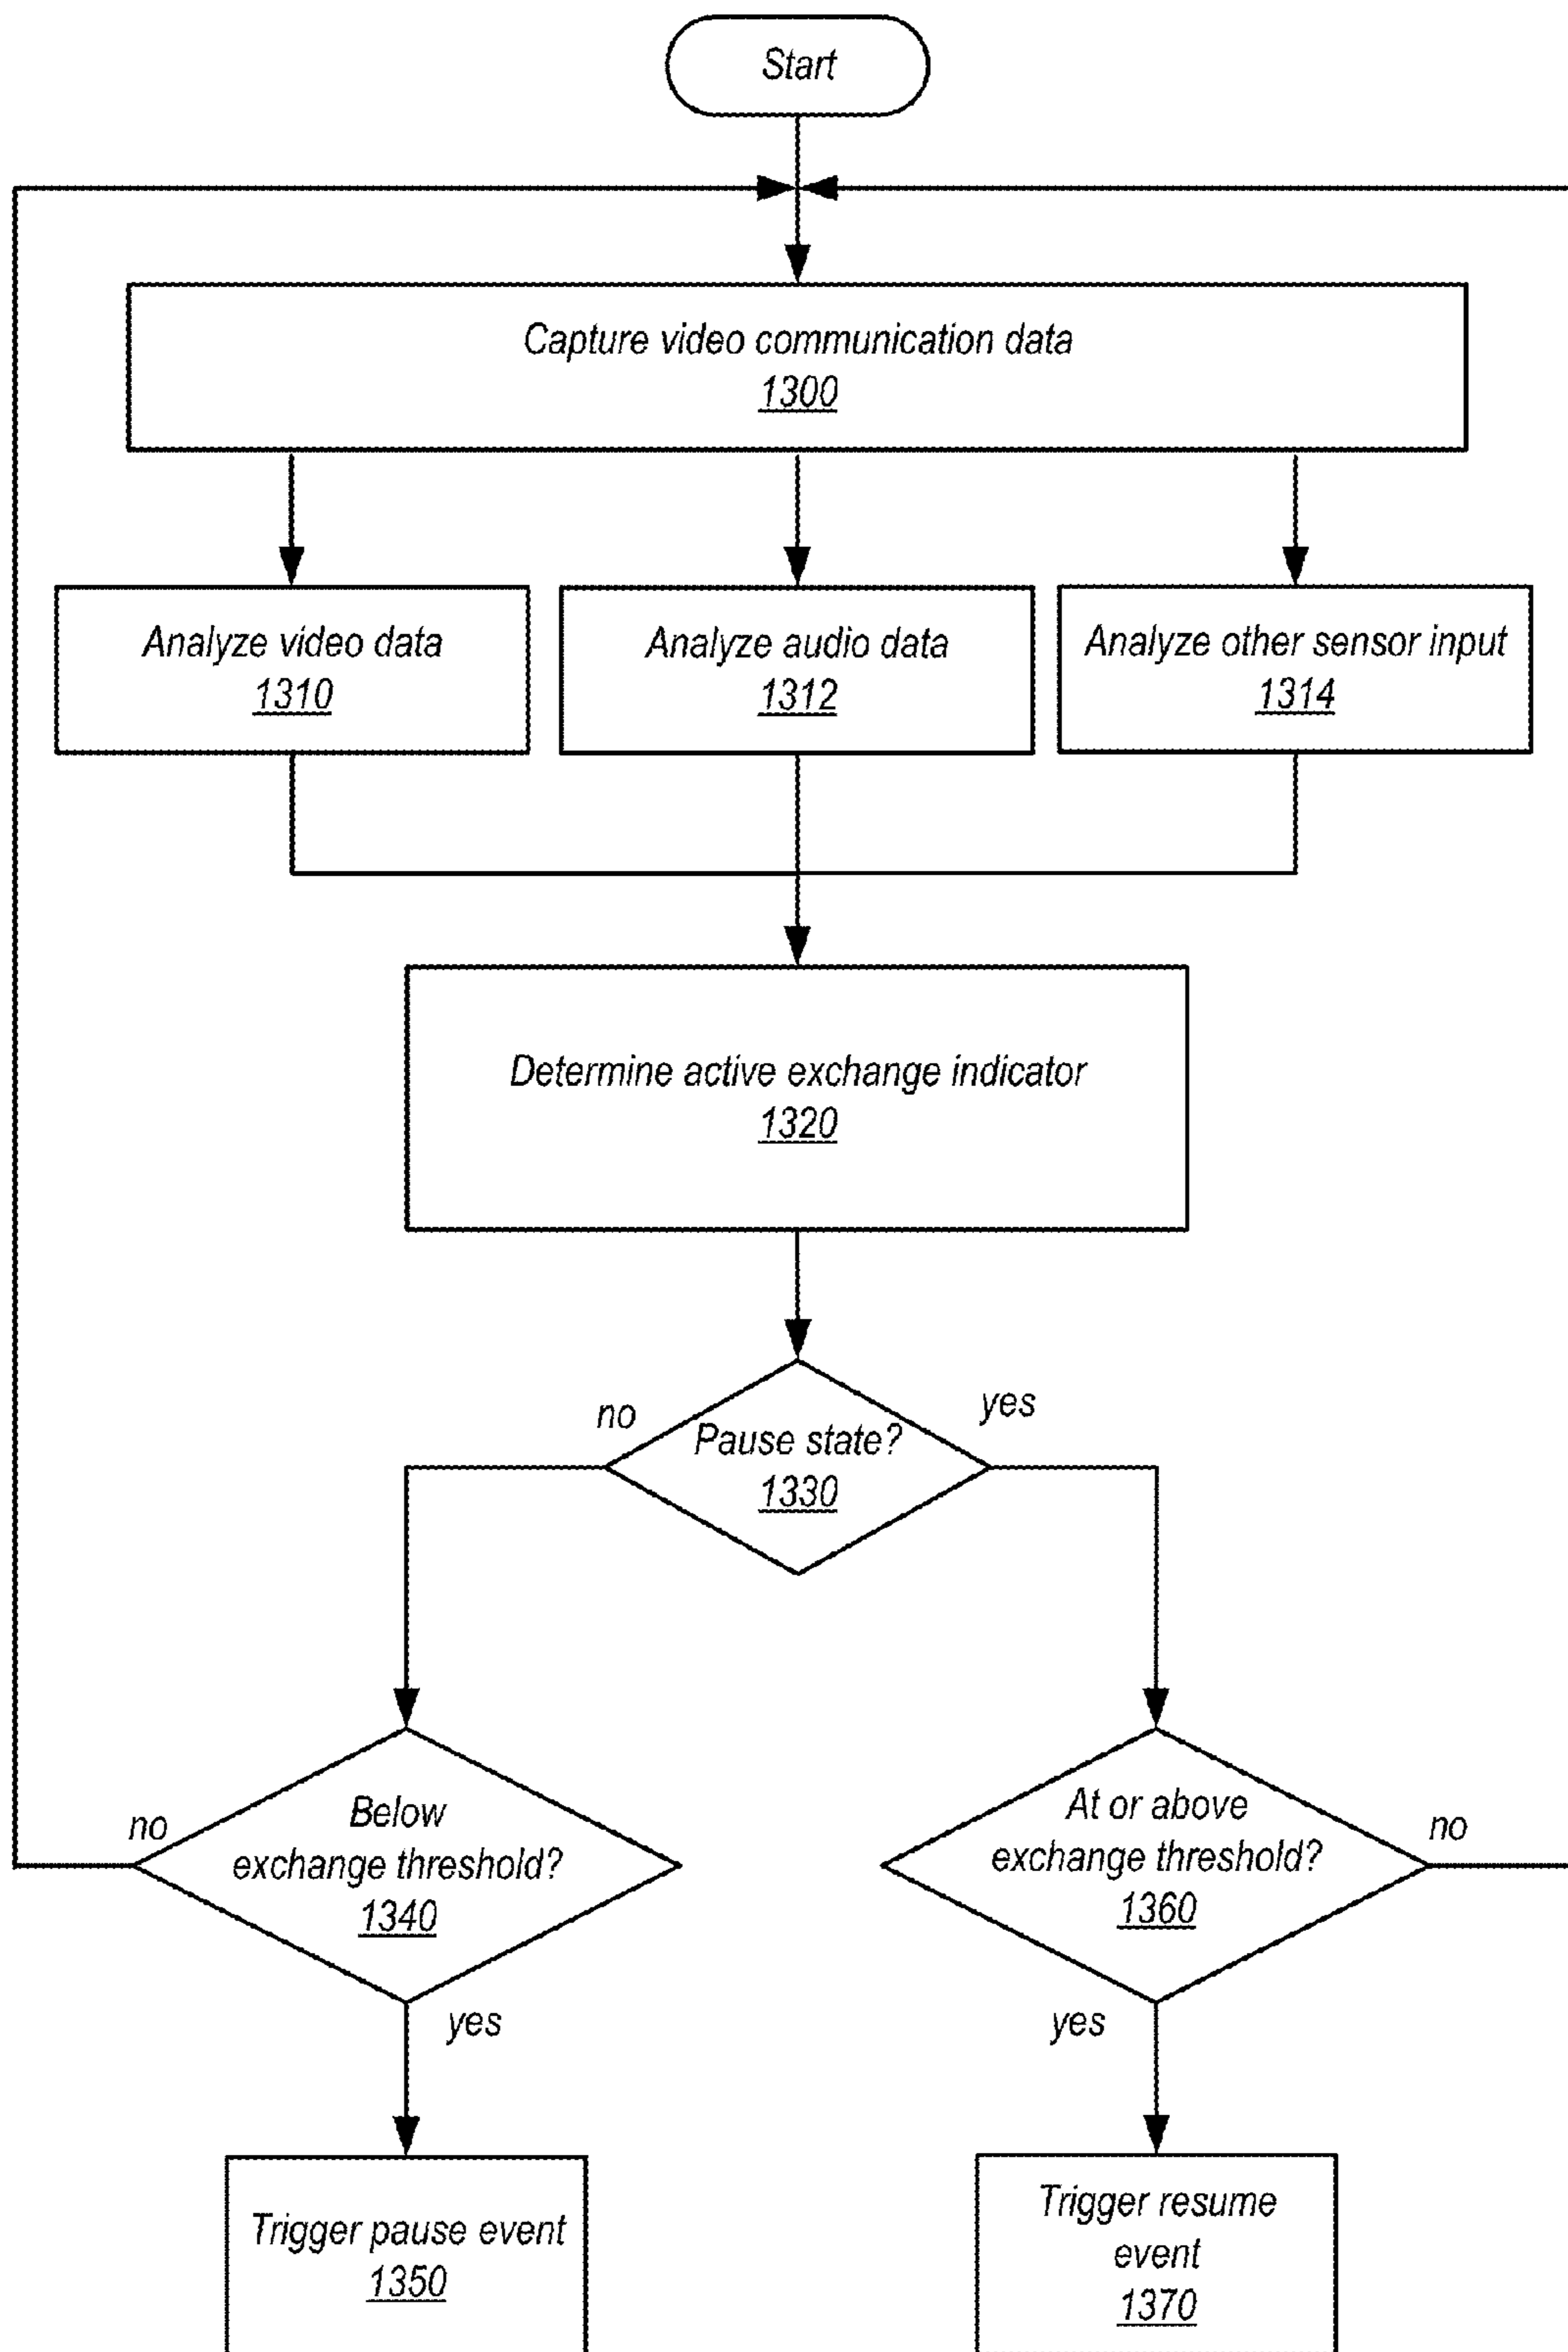 Start
Capture video communication data
1300
Analyze video data
1310
Analyze audio data
1312
Analyze other sensor input
1314
Determine active exchange indicator
1320
no
yes
Pause state?
1330
no
Below
exchange threshold?
1340
yes
At or above
exchange threshold?
1360
no
yes
Trigger pause event
1350
Trigger resume
event
1370